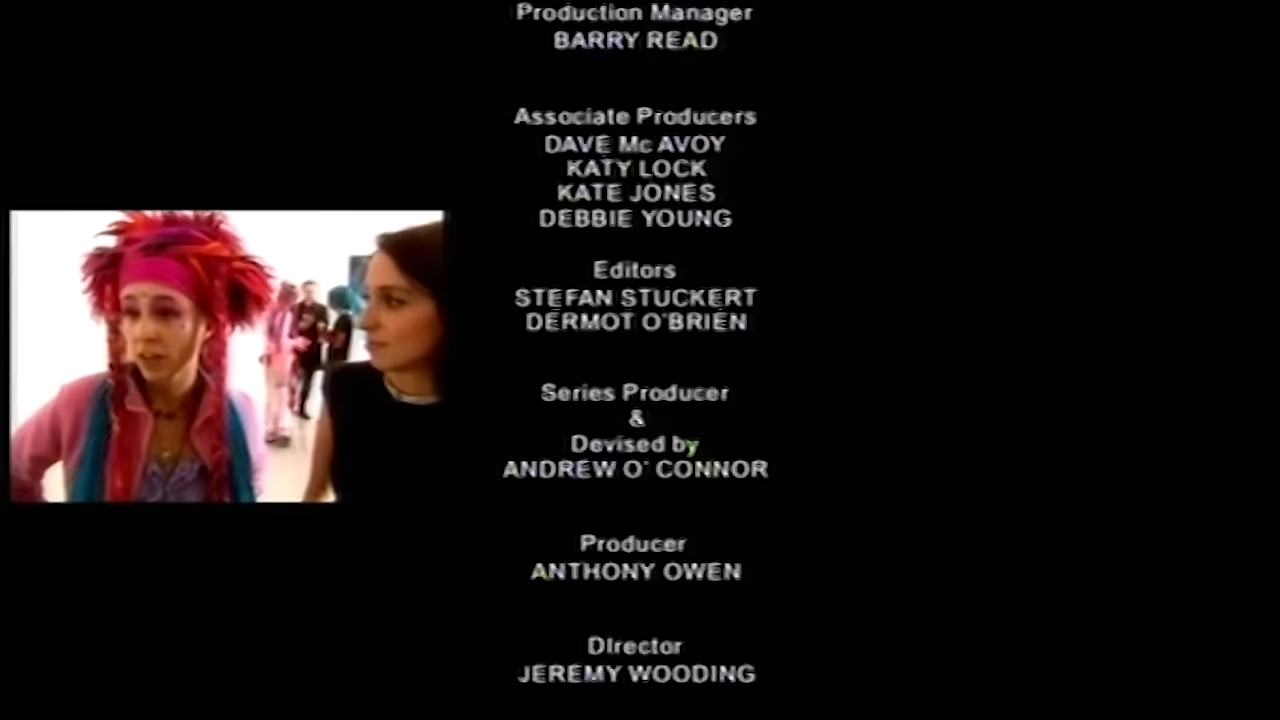 Production Manager
BARRY READ
Associate Producers
DAVE Mc AVOY
KATY LOCK
KATE JONES
DEBBIE YOUNG
Editors
STEFAN STUCKERT
DERMOT O'BRIEN
Series Producer
&
Devised by
ANDREW O' CONNOR
Producer
ANTHONY OWEN
DIrector
JEREMY WOODING